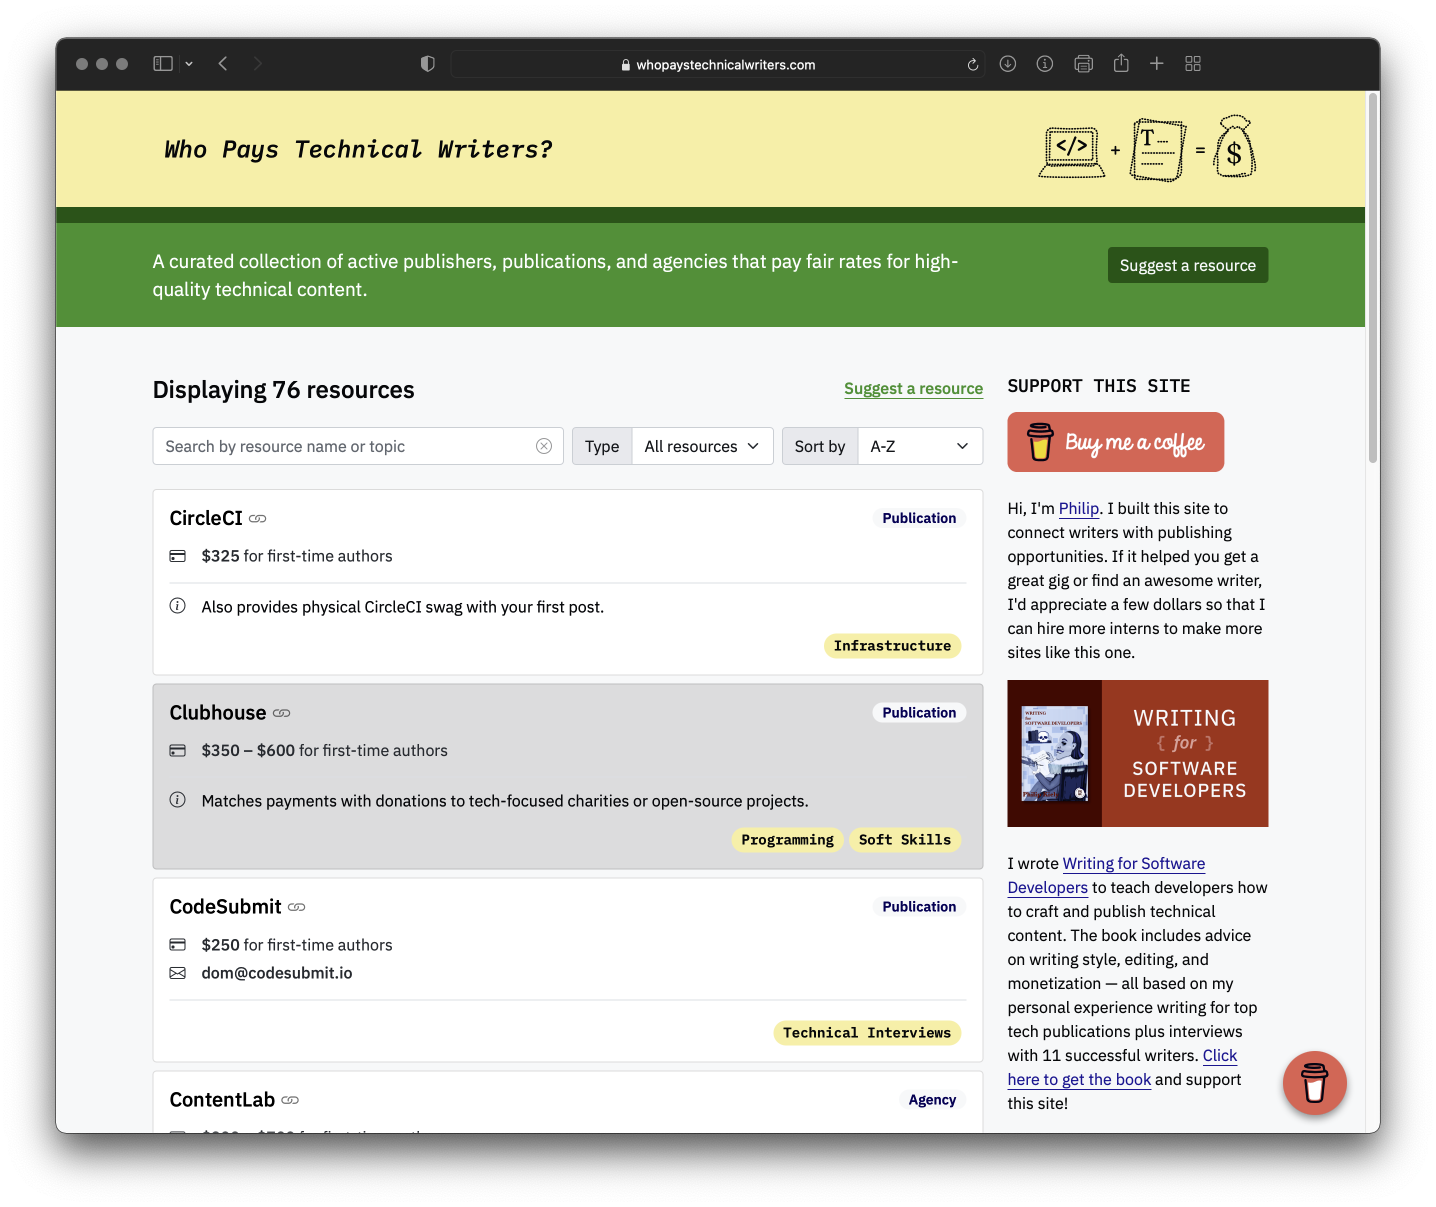 whopaystechnicalwriters.com
Who Pays Technical Writers?
</>
+
T
=
$
A curated collection of active publishers, publications, and agencies that pay fair rates for high-
quality technical content.
Suggest a resource
Displaying 76 resources
Suggest a resource
Search by resource name or topic
Type
All resources
Sort by
A-Z
CircleCI
Publication
$325 for first-time authors
Also provides physical CircleCI swag with your first post.
Infrastructure
Clubhouse
Publication
$350 – $600 for first-time authors
Matches payments with donations to tech-focused charities or open-source projects.
Programming
Soft Skills
CodeSubmit
Publication
$250 for first-time authors
dom@codesubmit.io
Technical Interviews
ContentLab
Agency
SUPPORT THIS SITE
Buy me a coffee
Hi, I'm Philip. I built this site to
connect writers with publishing
opportunities. If it helped you get a
great gig or find an awesome writer,
I'd appreciate a few dollars so that I
can hire more interns to make more
sites like this one.
WRITING
for
SOFTWARE DEVELOPERS
WRITING
{ for }
SOFTWARE
DEVELOPERS
I wrote Writing for Software
Developers to teach developers how
to craft and publish technical
content. The book includes advice
on writing style, editing, and
monetization — all based on my
personal experience writing for top
tech publications plus interviews
with 11 successful writers. Click
here to get the book and support
this site!